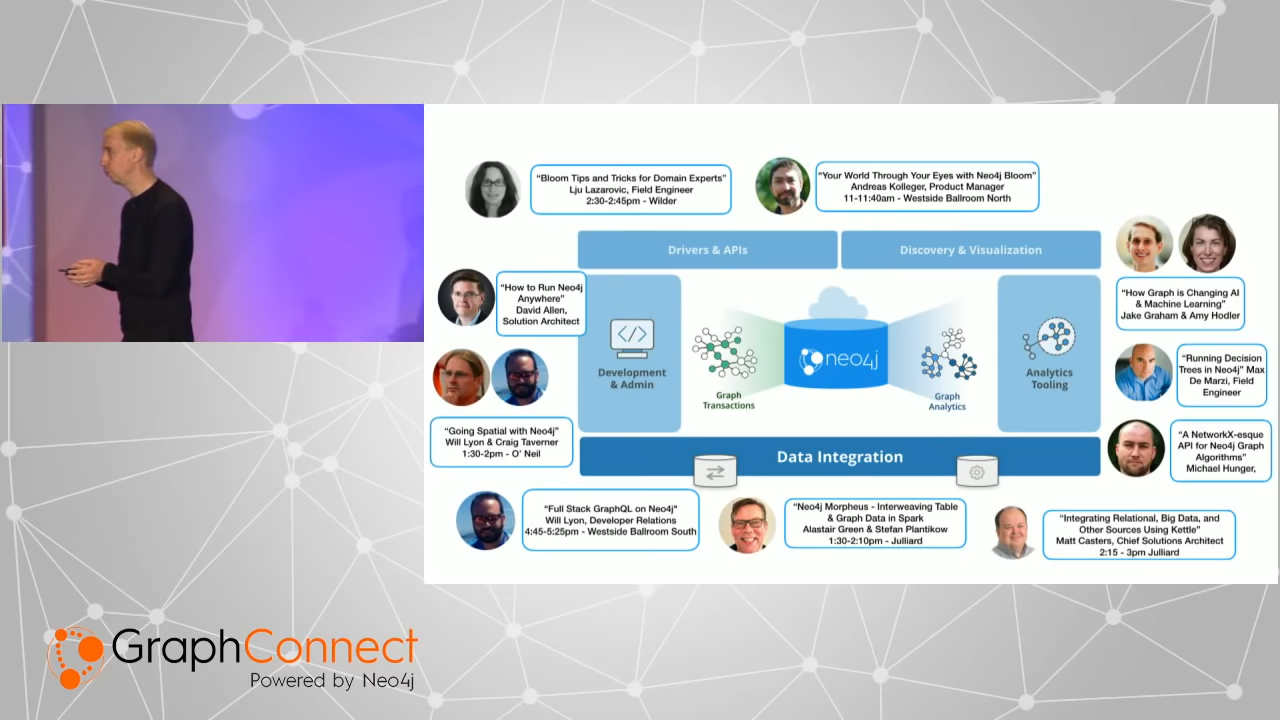 “Bloom Tips and Tricks for Domain Experts”
Lju Lazarovic, Field Engineer
2:30-2:45pm - Wilder
“Your World Through Your Eyes with Neo4j Bloom”
Andreas Kolleger, Product Manager
11-11:40am - Westside Ballroom North
Drivers & APIs
Discovery & Visualization
“How to Run Neo4j
Anywhere”
David Allen,
Solution Architect
“How Graph is Changing AI
& Machine Learning”
Jake Graham & Amy Hodler
Development
& Admin
Graph
Transactions
neo4j
Graph
Analytics
Analytics
Tooling
“Running Decision
Trees in Neo4j” Max
De Marzi, Field
Engineer
“Going Spatial with Neo4j”
Will Lyon & Craig Taverner
1:30-2pm - O’ Neil
Data Integration
“A NetworkX-esque
API for Neo4j Graph
Algorithms”
Michael Hunger,
“Full Stack GraphQL on Neo4j”
Will Lyon, Developer Relations
4:45-5:25pm - Westside Ballroom South
“Neo4j Morpheus - Interweaving Table
& Graph Data in Spark
Alastair Green & Stefan Plantikow
1:30-2:10pm - Julliard
“Integrating Relational, Big Data, and
Other Sources Using Kettle”
Matt Casters, Chief Solutions Architect
2:15 - 3pm Julliard
GraphConnect
Powered by Neo4j